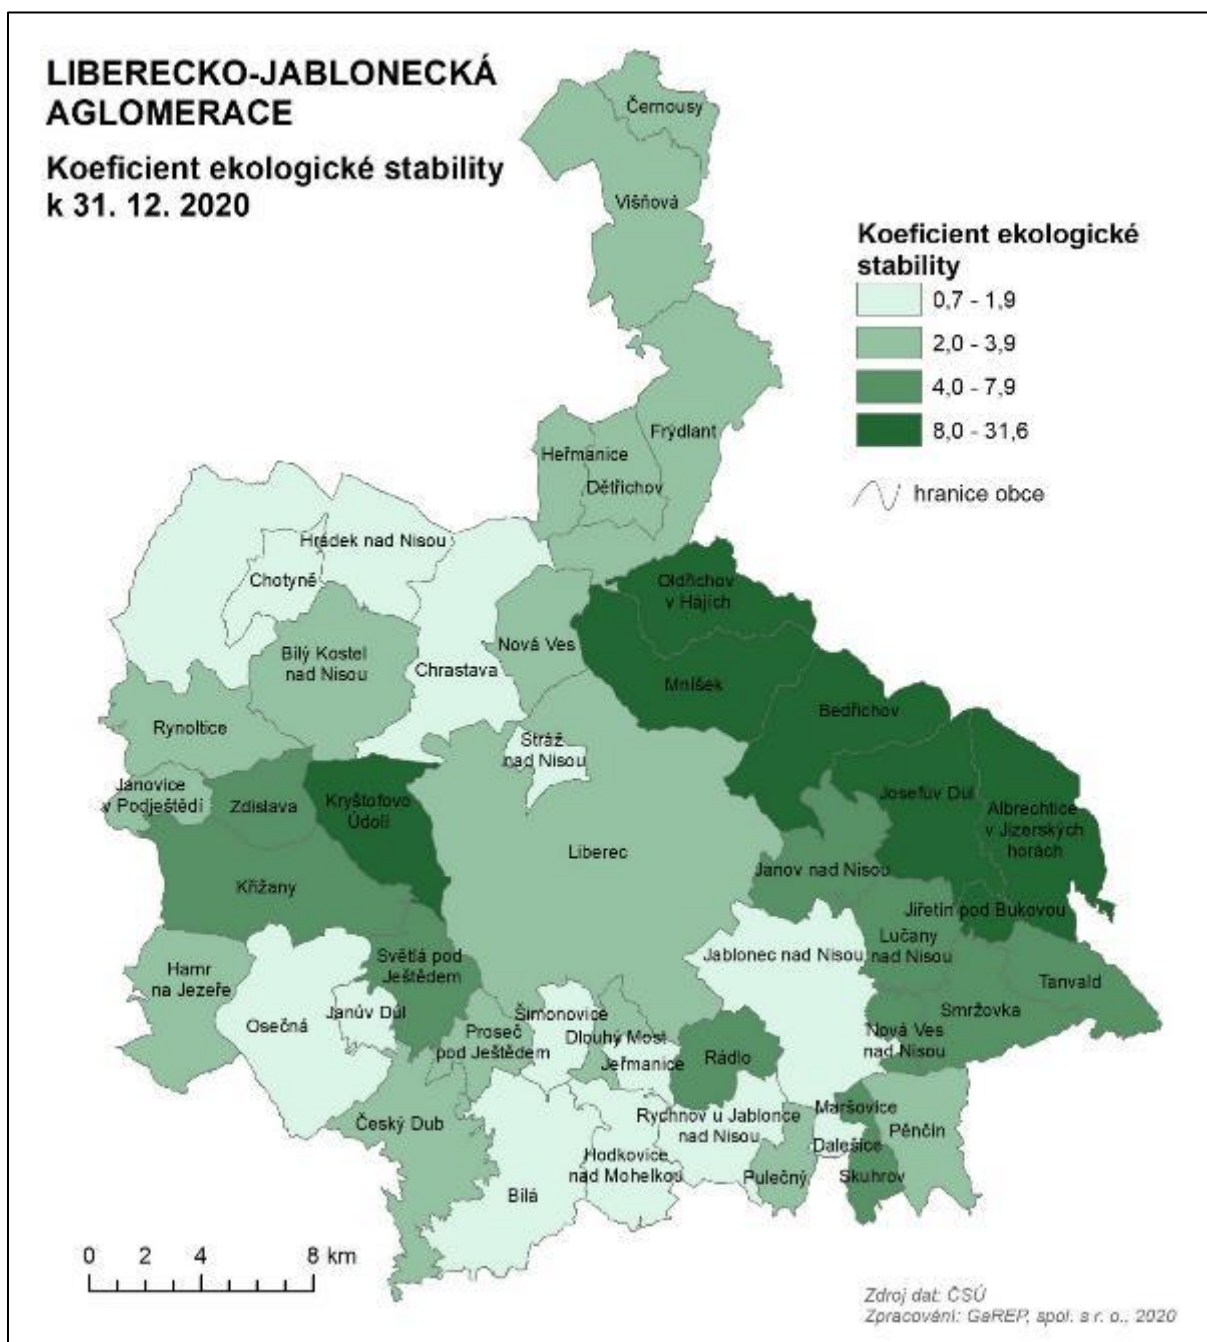 LIBERECKO-JABLONECKÁ
AGLOMERACE
Koeficient ekologické stability
k 31. 12. 2020
Koeficient ekologické
stability
0,7 - 1,9
2,0 - 3,9
4,0 - 7,9
8,0 - 31,6
hranice obce
Černousy
Višňová
Frýdlant
Heřmanice
Dětřichov
Hrádek nad Nisou
Chotyně
Oldřichov
v Hájích
Nová Ves
Bílý Kostel
nad Nisou
Chrastava
Mníšek
Bedřichov
Rynoltice
Stráž
nad Nisou
Janovice
v Podještědí
Zdislava
Kryštofovo
Údolí
Josefův Důl
Albrechtice
v Jizerských
horách
Liberec
Janov nad Nisou
Křižany
Jiřetín pod Bukovou
Lučany
nad Nisou
Jablonec nad Nisou
Světlá pod
Ještědem
Hamr
na Jezeře
Tanvald
Osečná
Janův Důl
Šimonovice
Smržovka
Proseč
pod Ještědem
Dlouhý Most
Nová Ves
nad Nisou
Jeřmanice
Rádlo
Maršovice
Pěnčín
Český Dub
Rychnov u Jablonce
nad Nisou
Dalešice
Hodkovice
nad Mohelkou
Pulečný
Skuhrov
Bílá
0 2 4 8 km
Zdroj dat: ČSÚ
Zpracování: GaREP, spol. s r. o., 2020